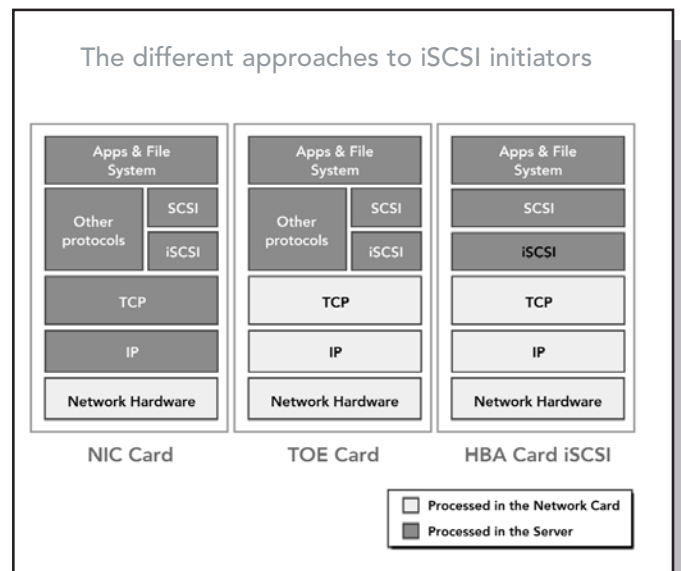 The different approaches to iSCSI initiators
Apps & File
System
Other
protocols
SCSI
iSCSI
TCP
IP
Network Hardware
NIC Card
Apps & File
System
Other
protocols
SCSI
iSCSI
TCP
IP
Network Hardware
TOE Card
Apps & File
System
SCSI
iSCSI
TCP
IP
Network Hardware
HBA Card iSCSI
Processed in the Network Card
Processed in the Server